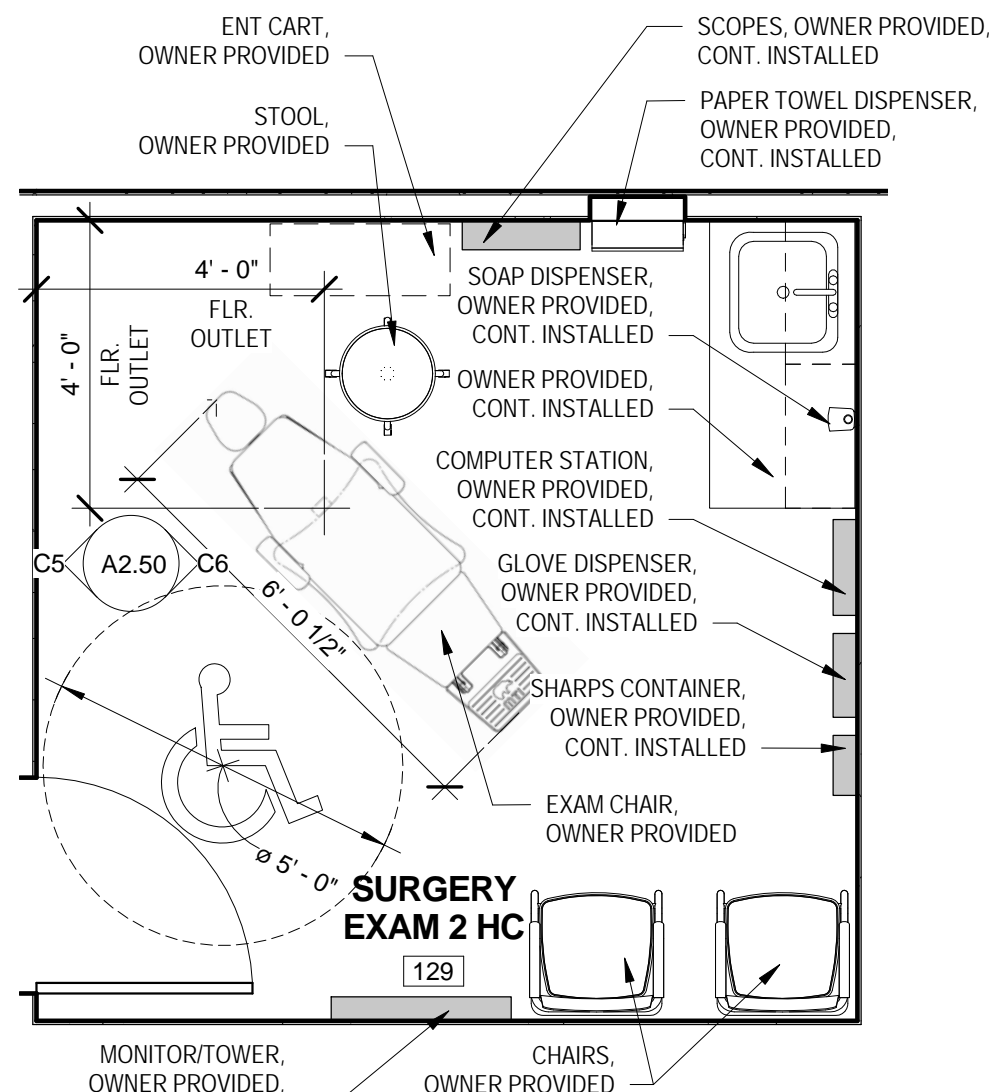 ENT CART,
OWNER PROVIDED
SCOPES, OWNER PROVIDED,
CONT. INSTALLED
STOOL,
OWNER PROVIDED
PAPER TOWEL DISPENSER,
OWNER PROVIDED,
CONT. INSTALLED
4' - 0"
FLR.
OUTLET
4' - 0"
FLR.
OUTLET
SOAP DISPENSER,
OWNER PROVIDED,
CONT. INSTALLED
OWNER PROVIDED,
CONT. INSTALLED
COMPUTER STATION,
OWNER PROVIDED,
CONT. INSTALLED
C5
A2.50
C6
GLOVE DISPENSER,
OWNER PROVIDED,
CONT. INSTALLED
6' - 0 1/2"
MTI
SHARPS CONTAINER,
OWNER PROVIDED,
CONT. INSTALLED
EXAM CHAIR,
OWNER PROVIDED
ø 5' - 0"
SURGERY
EXAM 2 HC
129
MONITOR/TOWER,
OWNER PROVIDED,
CHAIRS,
OWNER PROVIDED